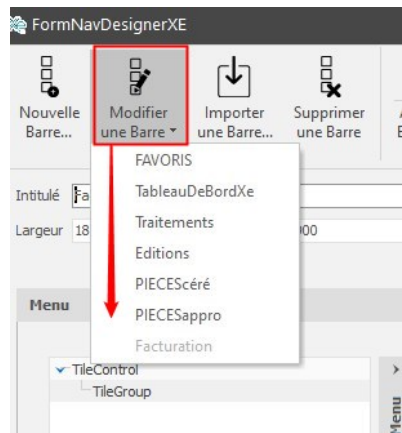 FormNavDesignerXE
Nouvelle Barre...
Modifier une Barre
Importer une Barre...
Supprimer une Barre
FAVORIS
Intitulé Fa
TableauDeBordXe
Largeur 18
Traitements
Editions
PIECEScéré
Menu
PIECESappro
Facturation
TileControl
TileGroup
Menu